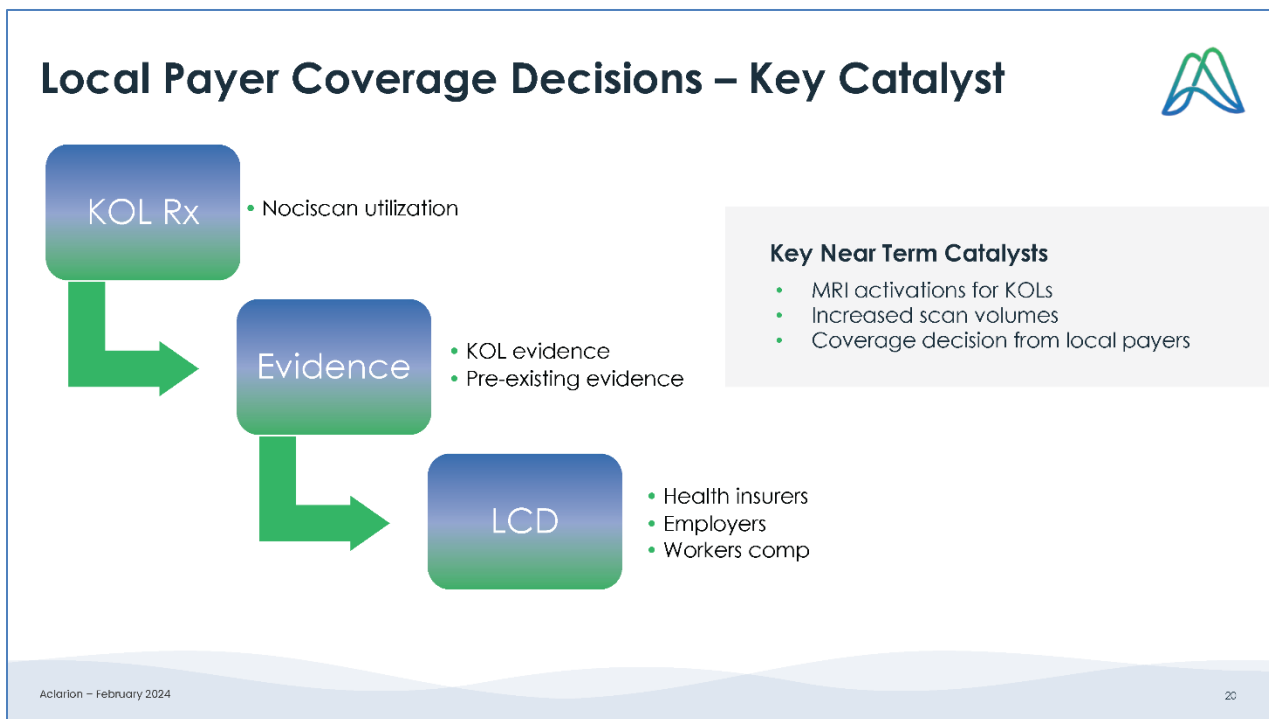 Local Payer Coverage Decisions – Key Catalyst
KOL Rx
• Nociscan utilization
Evidence
• KOL evidence
• Pre-existing evidence
LCD
• Health insurers
• Employers
• Workers comp
Key Near Term Catalysts
• MRI activations for KOLs
• Increased scan volumes
• Coverage decision from local payers
Aclarion – February 2024
20